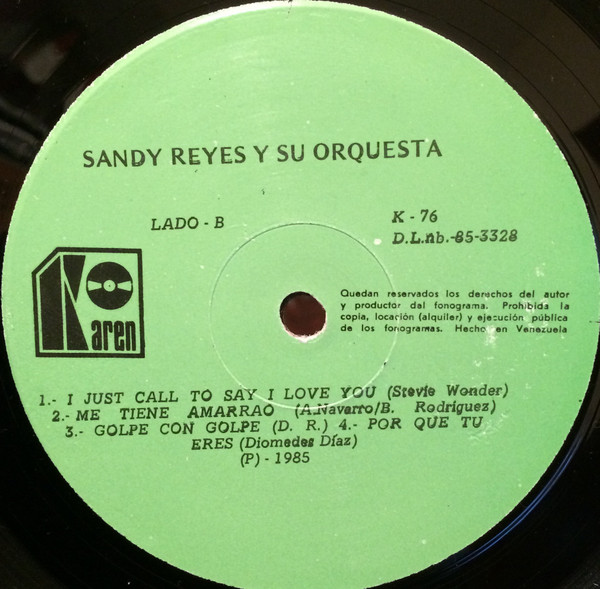 SANDY REYES Y SU ORQUESTA
LADO - B
K - 76
D.L.nb.-85-3328
Karen
Quedan reservados los derechos del autor
y productor del fonograma. Prohibida la
copia, locación (alquiler) y ejecución pública
de los fonogramas. Hecho en Venezuela
1.- I JUST CALL TO SAY I LOVE YOU (Stevie Wonder)
2.- ME TIENE AMARRAO (A.Navarro/B. Rodríguez)
3.- GOLPE CON GOLPE (D. R.) 4.- POR QUE TU
ERES (Diomedes Díaz)
(P) - 1985